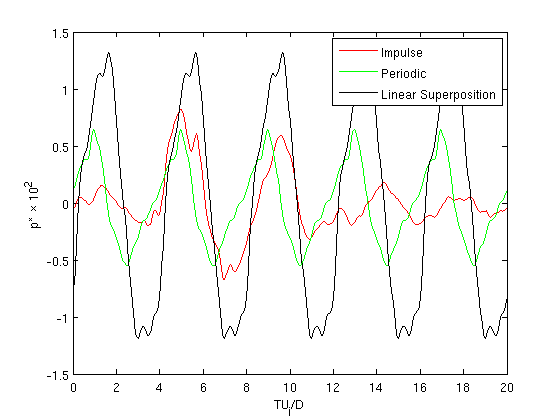 1.5
1
0.5
0
-0.5
-1
-1.5
p* × 10²
Impulse
Periodic
Linear Superposition
0 2 4 6 8 10 12 14 16 18 20
TUⱼ/D